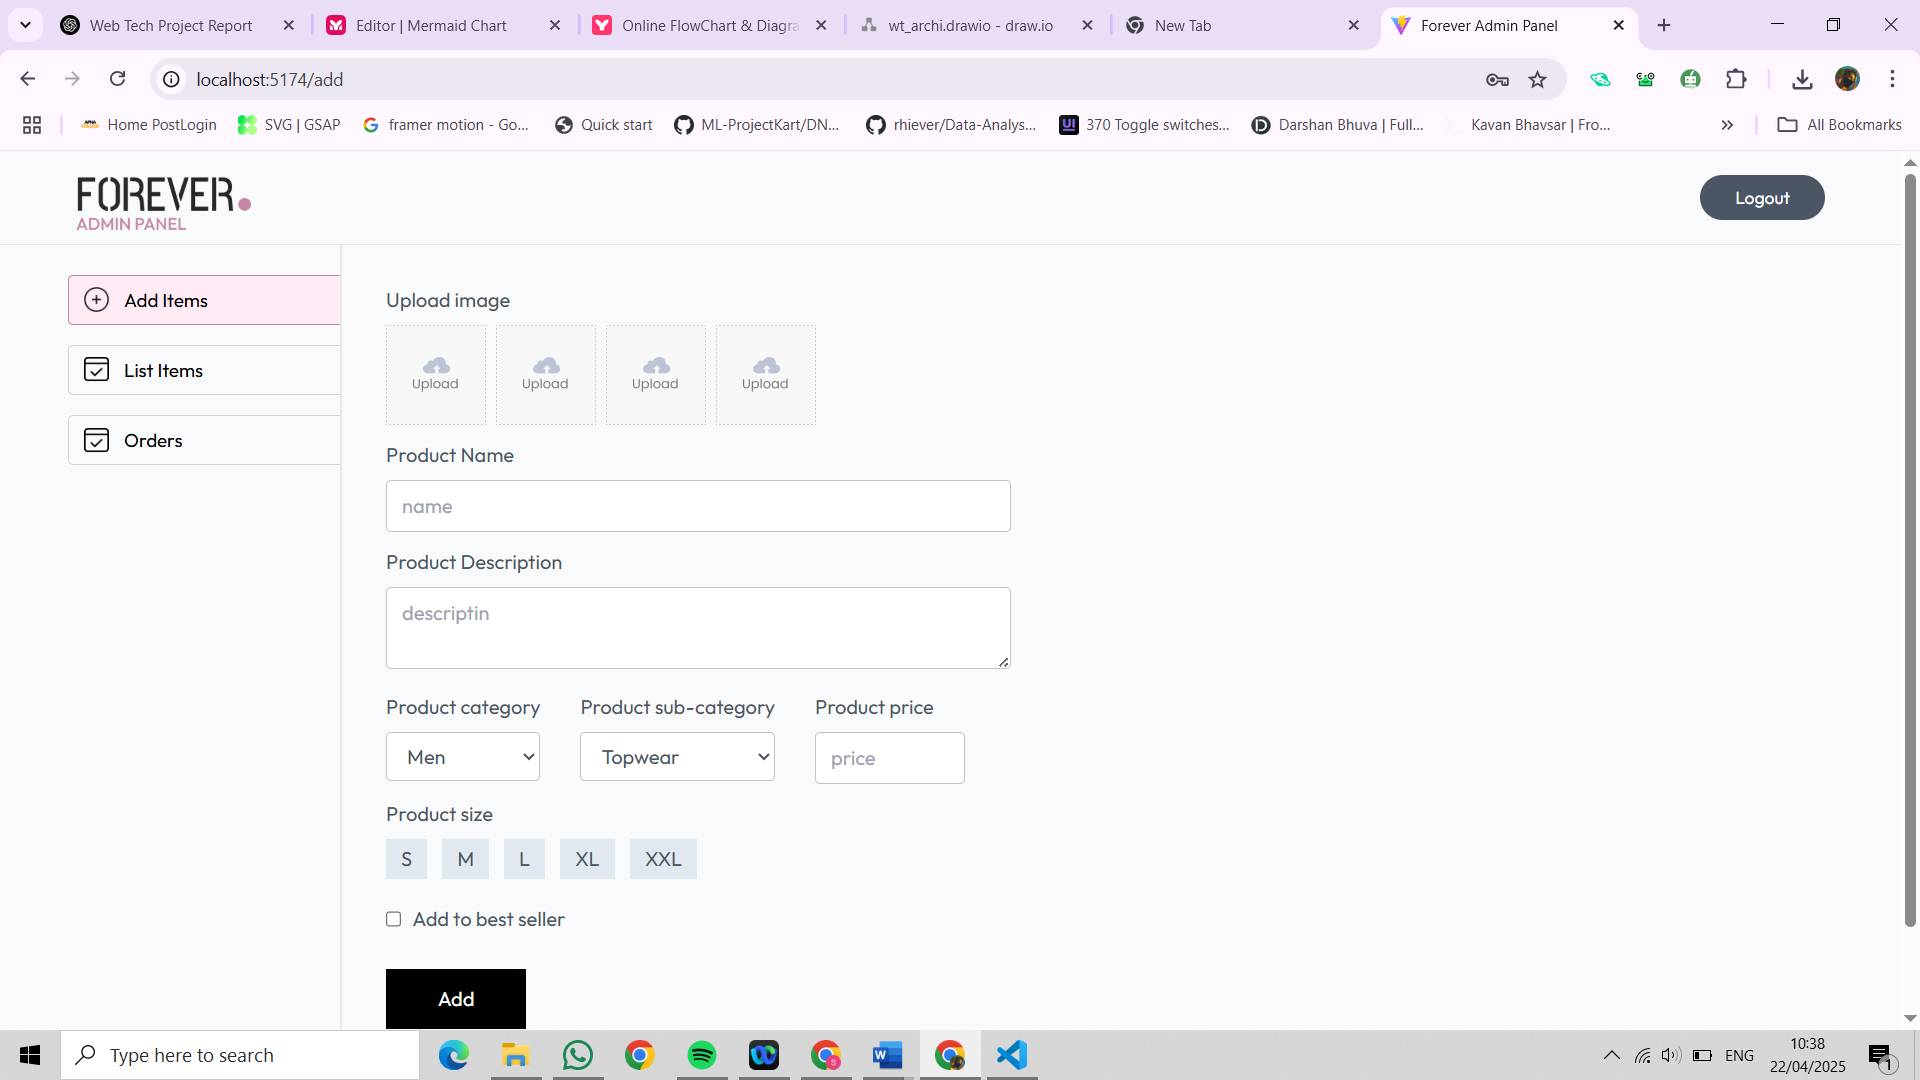 Web Tech Project Report
Editor | Mermaid Chart
Online FlowChart & Diagra
wt_archi.drawio - draw.io
New Tab
Forever Admin Panel
localhost:5174/add
Home PostLogin
SVG | GSAP
framer motion - Go...
Quick start
ML-ProjectKart/DN...
rhiever/Data-Analys...
370 Toggle switches...
Darshan Bhuva | Full...
Kavan Bhavsar | Fro...
All Bookmarks
FOREVER.
ADMIN PANEL
Logout
Add Items
List Items
Orders
Upload image
Upload Upload Upload Upload
Product Name
name
Product Description
descriptin
Product category Product sub-category Product price
Men Topwear price
Product size
S M L XL XXL
Add to best seller
Add
Type here to search
ENG
10:38
22/04/2025
1